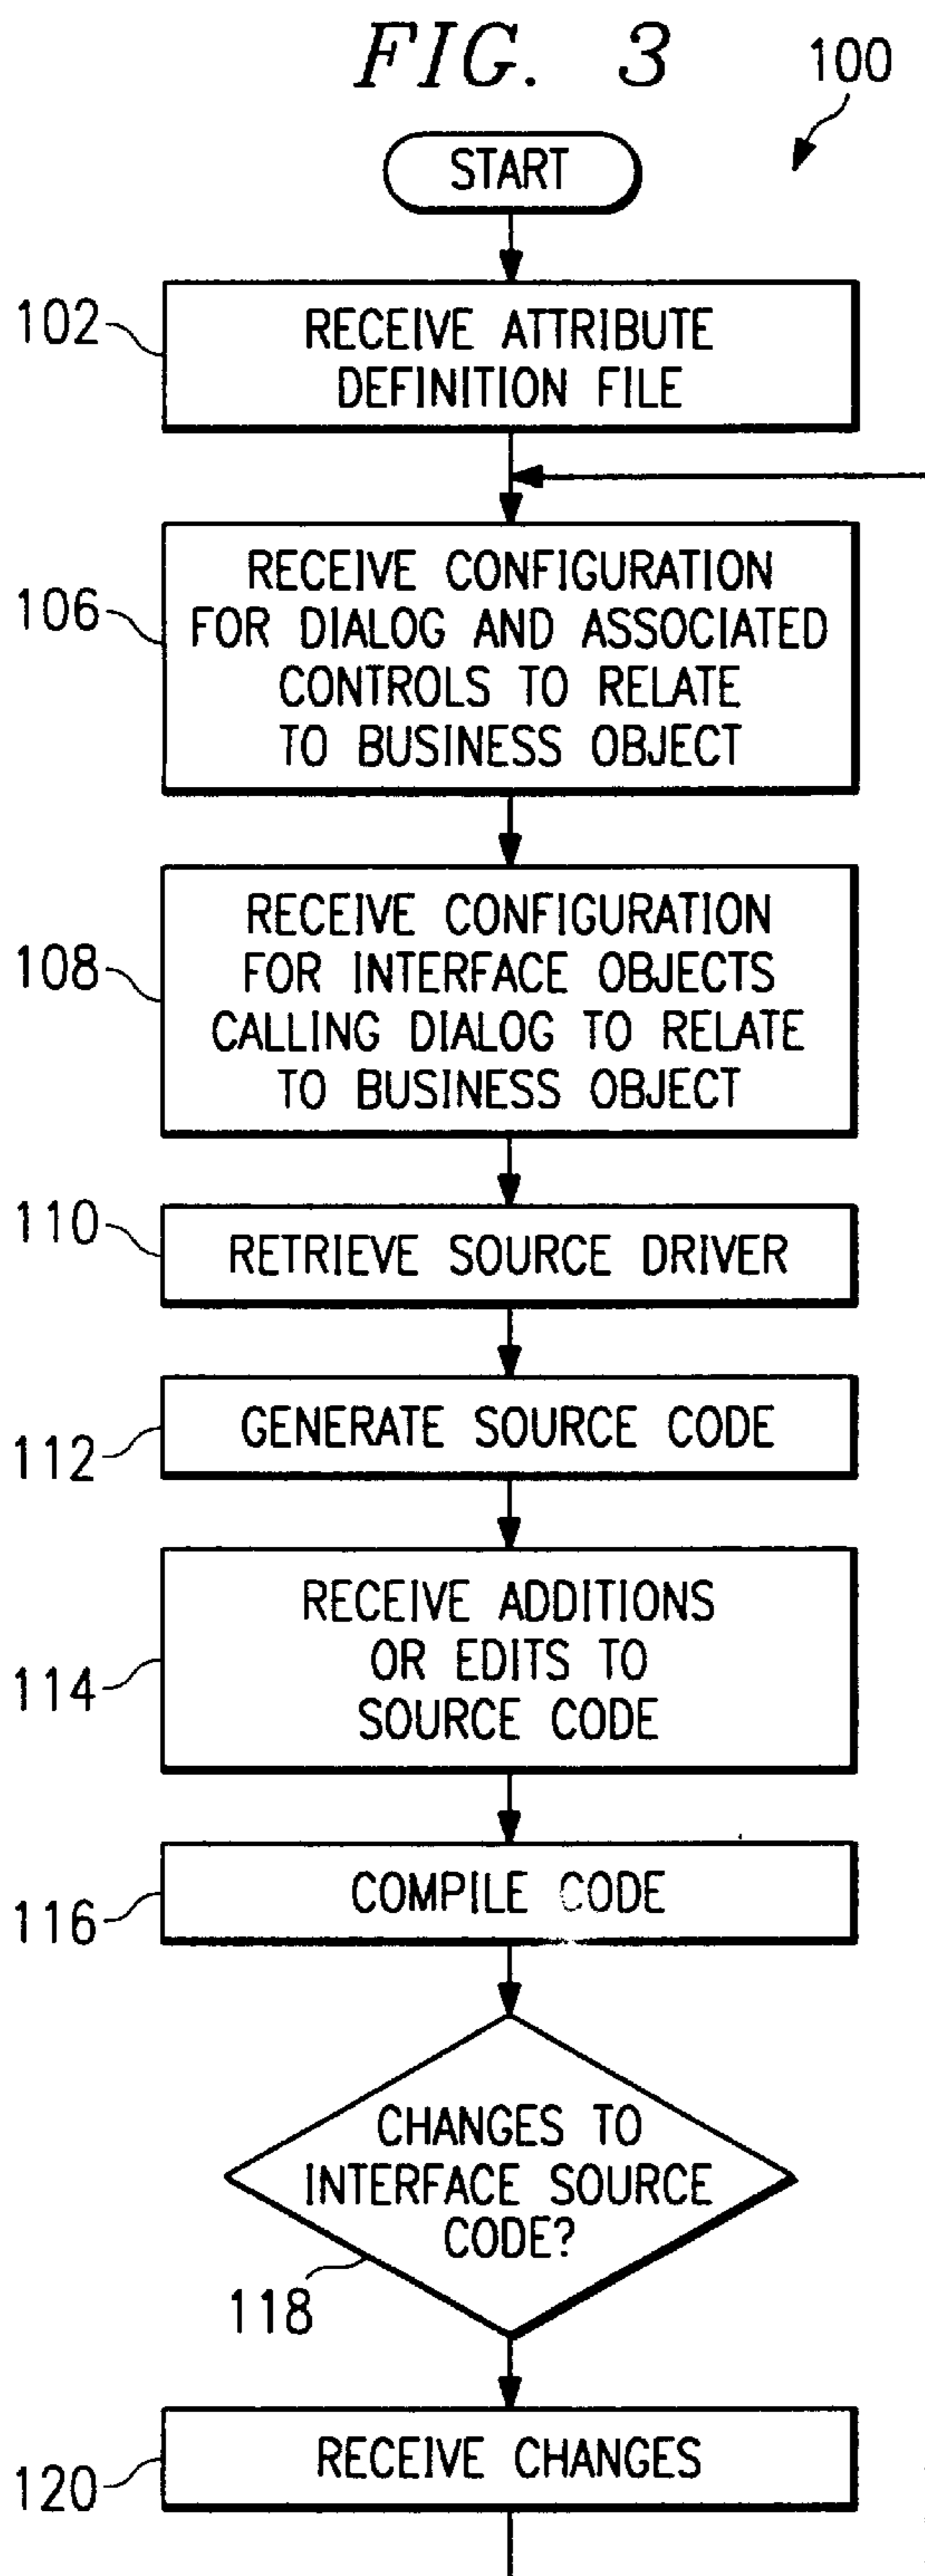 FIG. 3
100
START
102
RECEIVE ATTRIBUTE
DEFINITION FILE
106
RECEIVE CONFIGURATION
FOR DIALOG AND ASSOCIATED
CONTROLS TO RELATE
TO BUSINESS OBJECT
108
RECEIVE CONFIGURATION
FOR INTERFACE OBJECTS
CALLING DIALOG TO RELATE
TO BUSINESS OBJECT
110
RETRIEVE SOURCE DRIVER
112
GENERATE SOURCE CODE
114
RECEIVE ADDITIONS
OR EDITS TO
SOURCE CODE
116
COMPILE CODE
CHANGES TO
INTERFACE SOURCE
CODE?
118
RECEIVE CHANGES
120